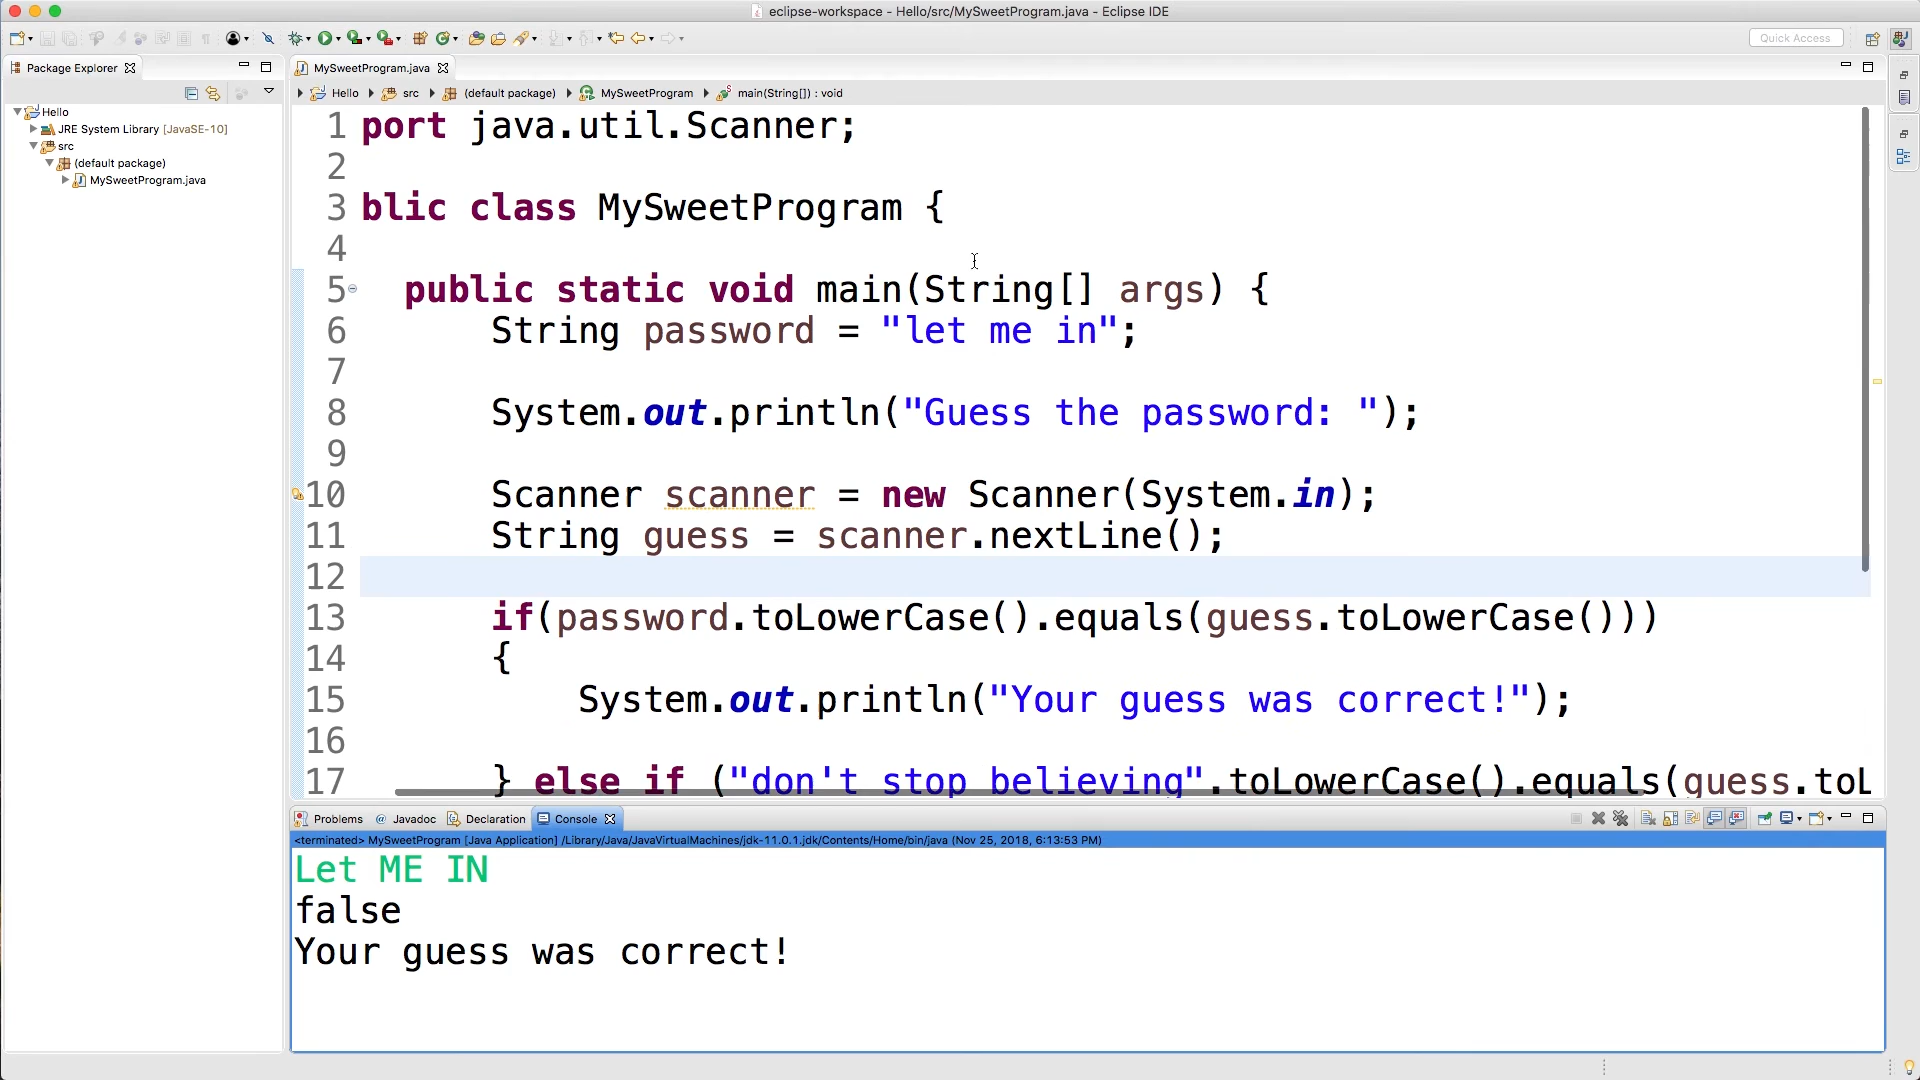 eclipse-workspace - Hello/src/MySweetProgram.java - Eclipse IDE
Quick Access
Package Explorer
MySweetProgram.java
Hello
src
(default package)
MySweetProgram
main(String[]) : void
Hello
JRE System Library [JavaSE-10]
src
(default package)
MySweetProgram.java
1 port java.util.Scanner;
2
3 blic class MySweetProgram {
4
5 public static void main(String[] args) {
6 String password = "let me in";
7
8 System.out.println("Guess the password: ");
9
10 Scanner scanner = new Scanner(System.in);
11 String guess = scanner.nextLine();
12
13 if(password.toLowerCase().equals(guess.toLowerCase()))
14 {
15 System.out.println("Your guess was correct!");
16
17 } else if ("don't stop believing".toLowerCase().equals(guess.toL
Problems
@ Javadoc
Declaration
Console
<terminated> MySweetProgram [Java Application] /Library/Java/JavaVirtualMachines/jdk-11.0.1.jdk/Contents/Home/bin/java (Nov 25, 2018, 6:13:53 PM)
Let ME IN
false
Your guess was correct!